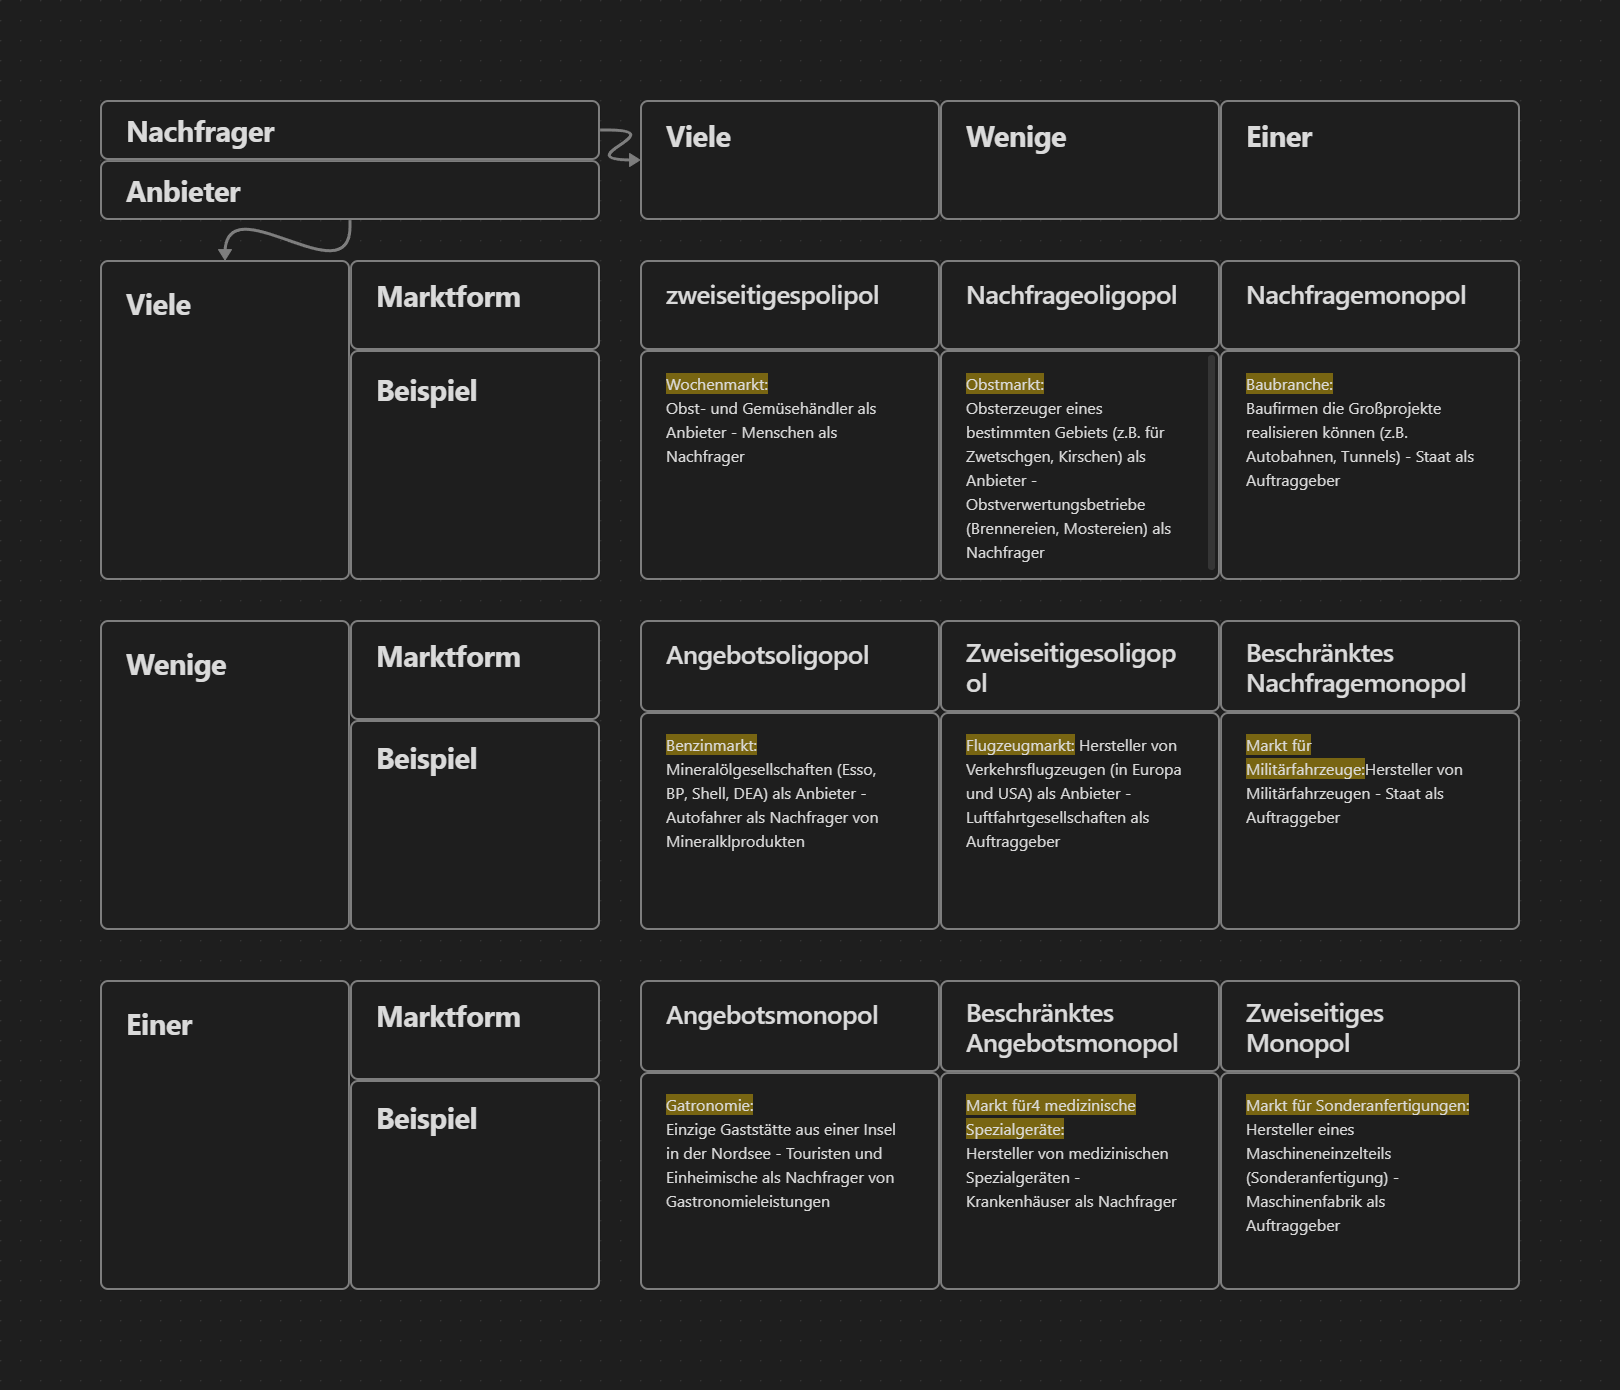 Nachfrager
Anbieter
Viele
Wenige
Einer
Viele
Marktform
Beispiel
zweiseitigespolipol
Nachfrageoligopol
Nachfragemonopol
Wochenmarkt:
Obst- und Gemüsehändler als
Anbieter - Menschen als
Nachfrager
Obstmarkt:
Obsterzeuger eines
bestimmten Gebiets (z.B. für
Zwetschgen, Kirschen) als
Anbieter -
Obstverwertungsbetriebe
(Brennereien, Mostereien) als
Nachfrager
Baubranche:
Baufirmen die Großprojekte
realisieren können (z.B.
Autobahnen, Tunnels) - Staat als
Auftraggeber
Wenige
Marktform
Beispiel
Angebotsoligopol
Zweiseitigesoligop
ol
Beschränktes
Nachfragemonopol
Benzinmarkt:
Mineralölgesellschaften (Esso,
BP, Shell, DEA) als Anbieter -
Autofahrer als Nachfrager von
Mineralklprodukten
Flugzeugmarkt: Hersteller von
Verkehrsflugzeugen (in Europa
und USA) als Anbieter -
Luftfahrtgesellschaften als
Auftraggeber
Markt für
Militärfahrzeuge:Hersteller von
Militärfahrzeugen - Staat als
Auftraggeber
Einer
Marktform
Beispiel
Angebotsmonopol
Beschränktes
Angebotsmonopol
Zweiseitiges
Monopol
Gatronomie:
Einzige Gaststätte aus einer Insel
in der Nordsee - Touristen und
Einheimische als Nachfrager von
Gastronomieleistungen
Markt für4 medizinische
Spezialgeräte:
Hersteller von medizinischen
Spezialgeräten -
Krankenhäuser als Nachfrager
Markt für Sonderanfertigungen:
Hersteller eines
Maschineneinzelteils
(Sonderanfertigung) -
Maschinenfabrik als
Auftraggeber